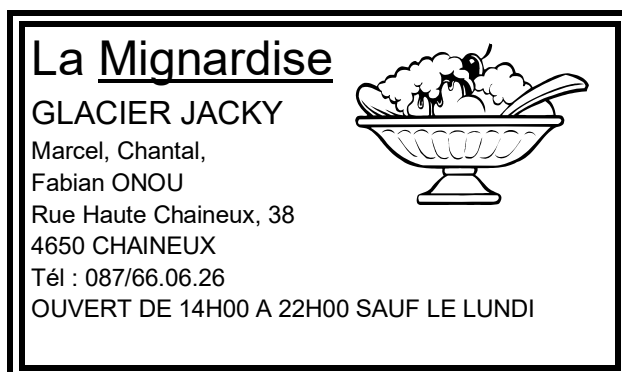 La Mignardise
GLACIER JACKY
Marcel, Chantal,
Fabian ONOU
Rue Haute Chaineux, 38
4650 CHAINEUX
Tél : 087/66.06.26
OUVERT DE 14H00 A 22H00 SAUF LE LUNDI